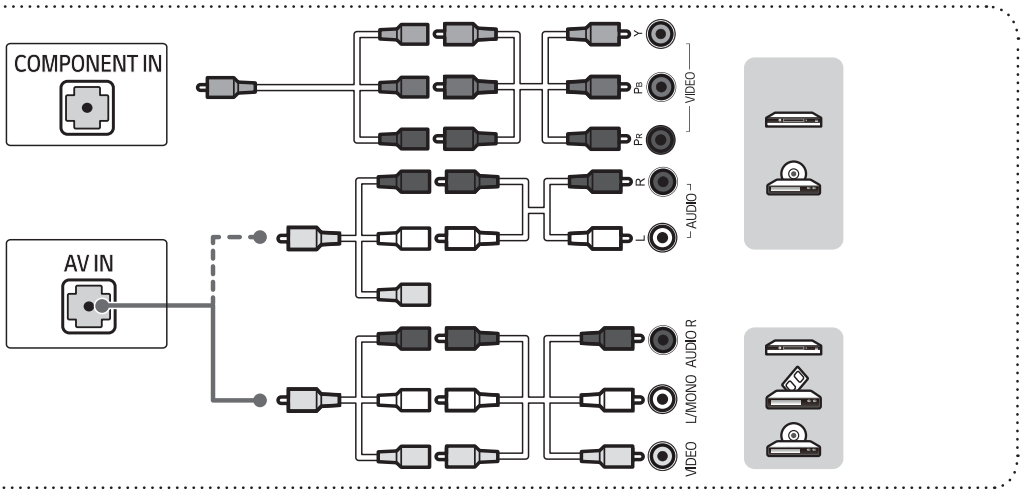 COMPONENT IN
Y
PB
PR
VIDEO
R
L
AUDIO
AV IN
AUDIO R
L/MONO
VIDEO